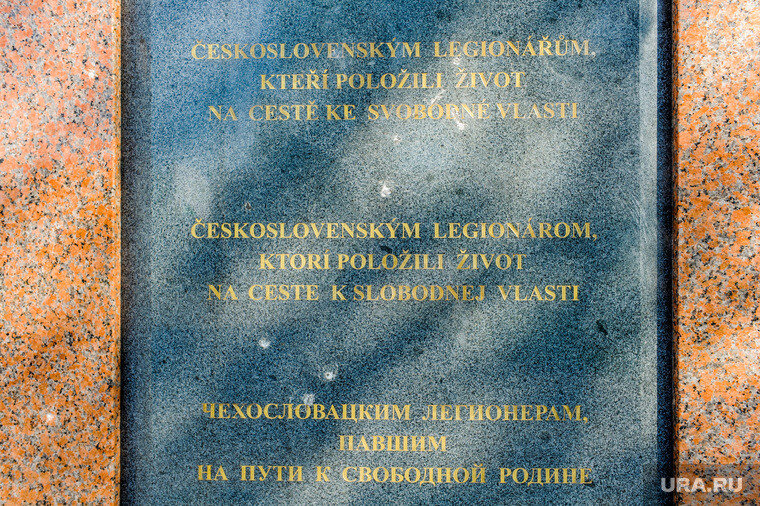 ČESKOSLOVENSKÝM LEGIONÁŘŮM,
KTEŘÍ POLOŽILI ŽIVOT
NA CESTĚ KE SVOBODNÉ VLASTI
ČESKOSLOVENSKÝM LEGIONÁROM,
KTORÍ POLOŽILI ŽIVOT
NA CESTE K SLOBODNEJ VLASTI
ЧЕХОСЛОВАЦКИМ ЛЕГИОНЕРАМ,
ПАВШИМ
НА ПУТИ К СВОБОДНОЙ РОДИНЕ
URA.RU